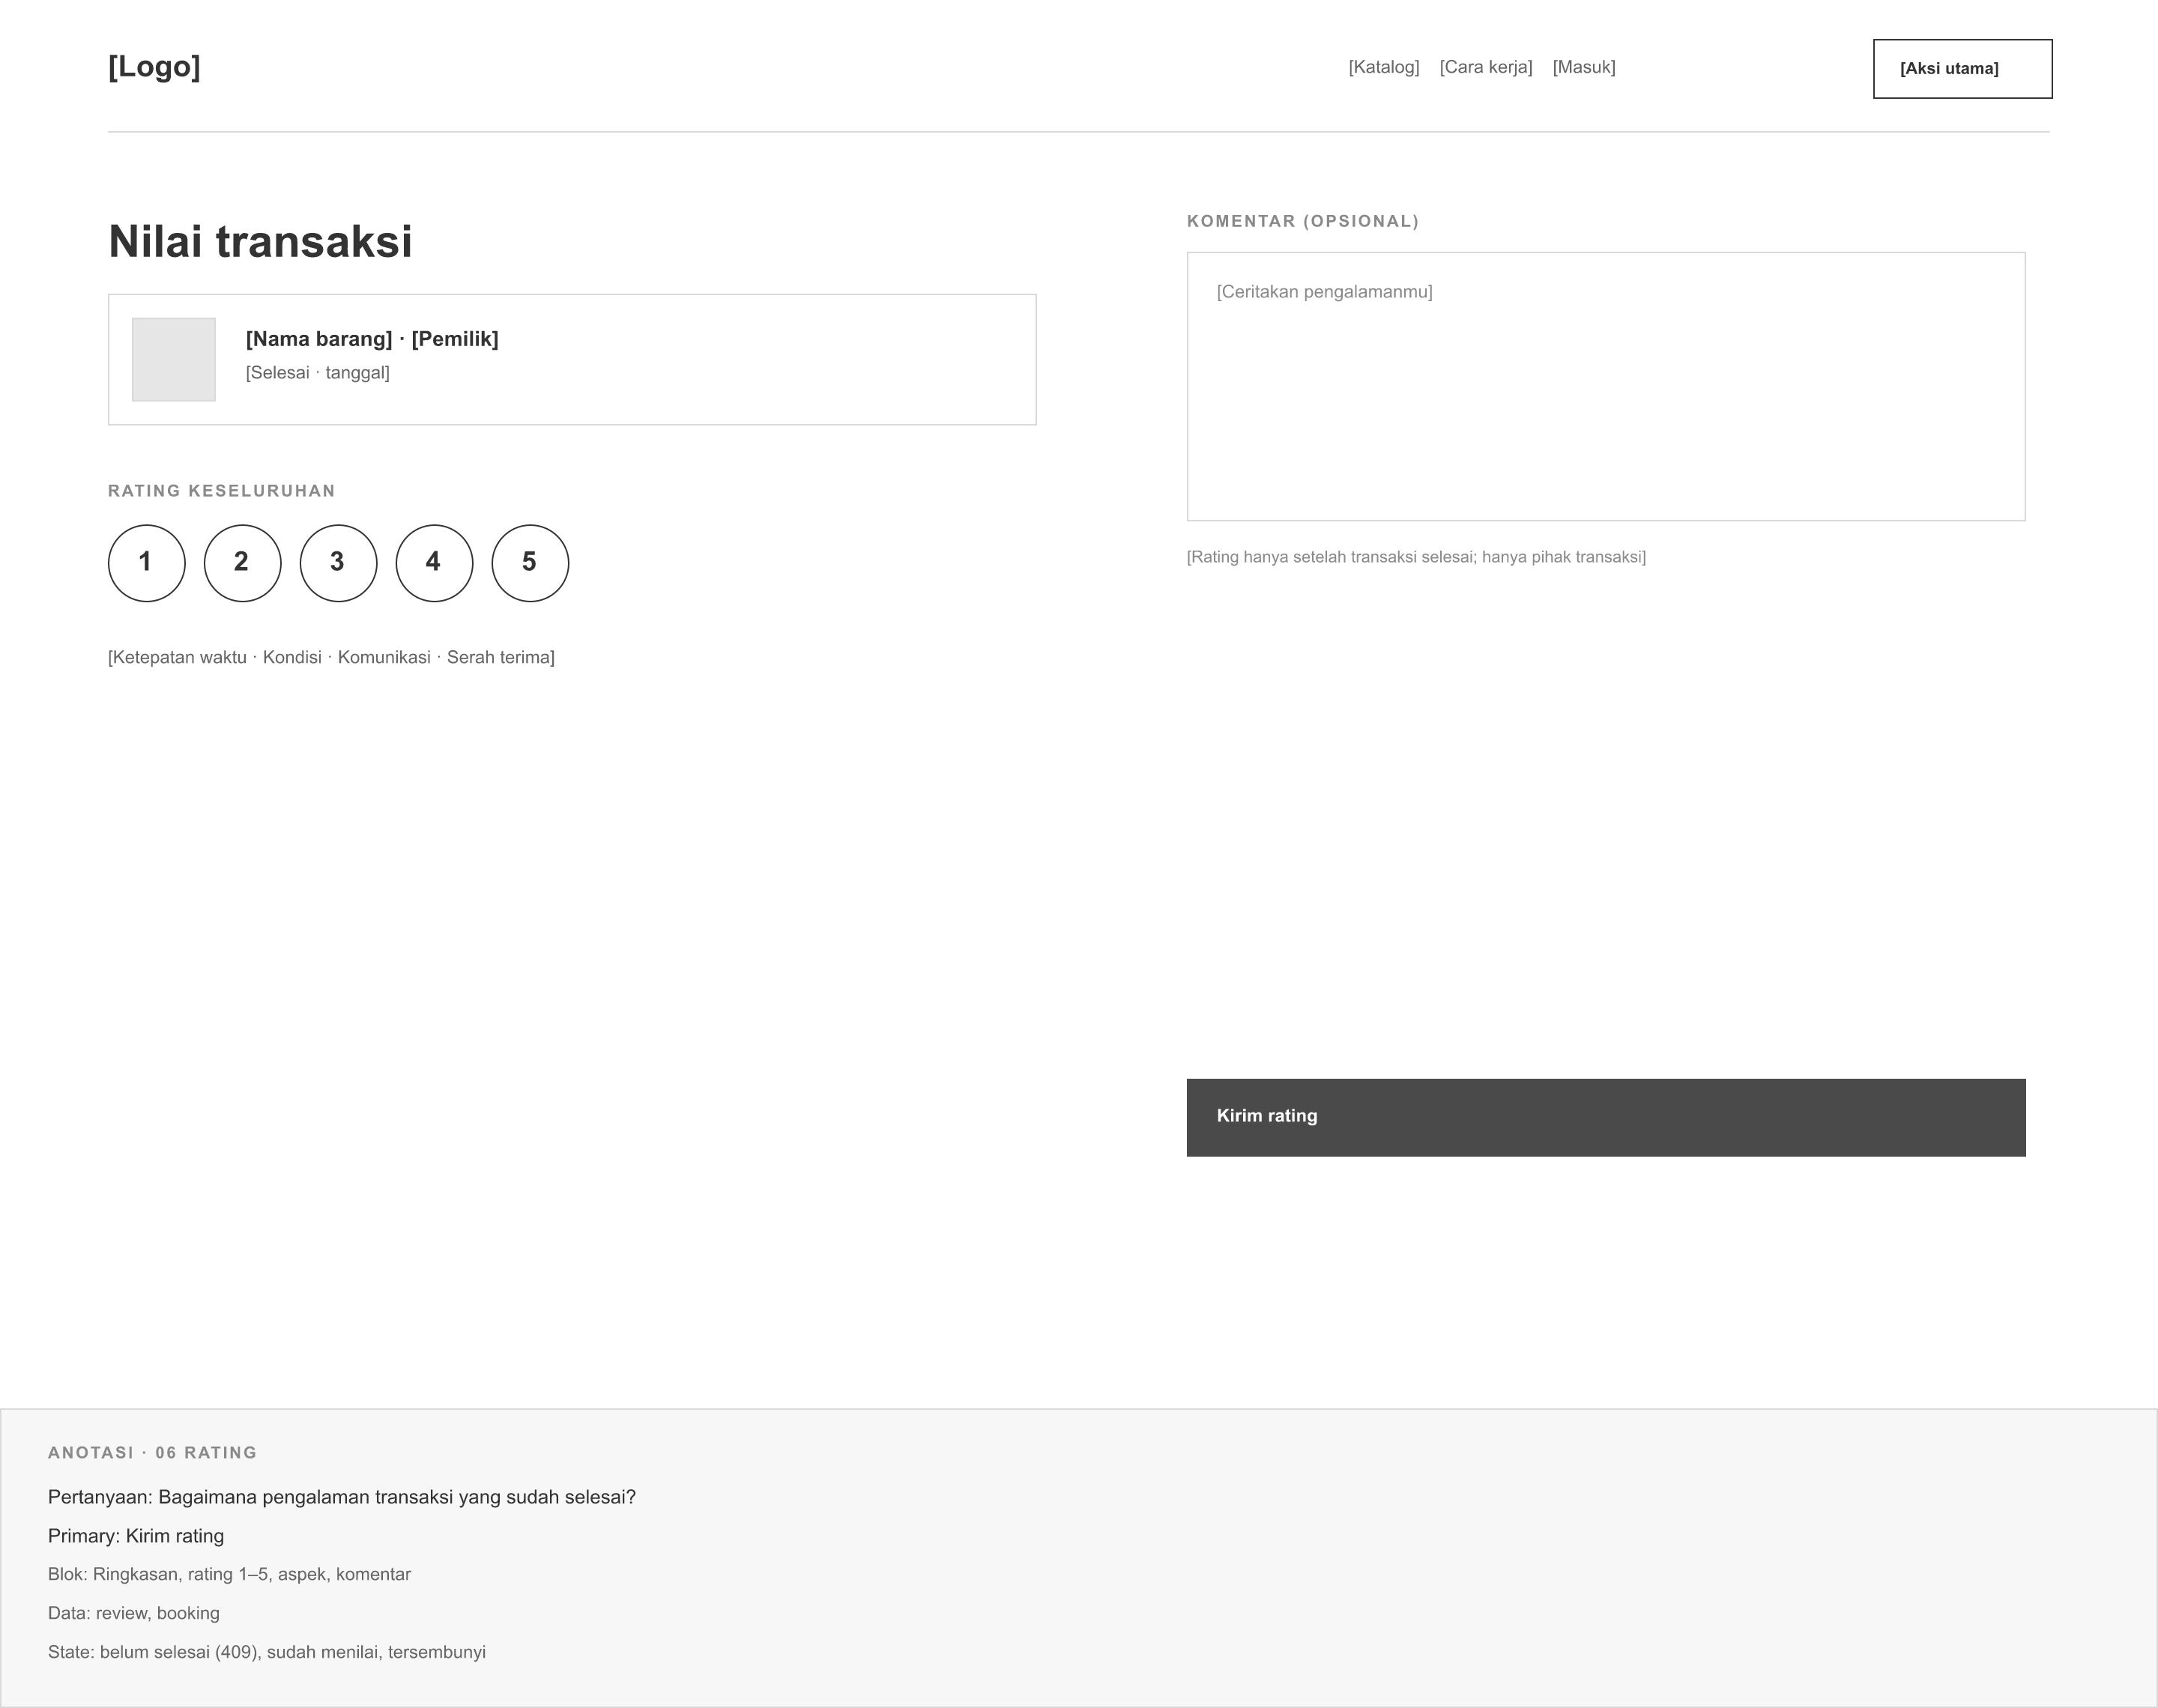 [Logo]
[Katalog] [Cara kerja] [Masuk]
[Aksi utama]
Nilai transaksi
[Nama barang] · [Pemilik]
[Selesai · tanggal]
RATING KESELURUHAN
1 2 3 4 5
[Ketepatan waktu · Kondisi · Komunikasi · Serah terima]
KOMENTAR (OPSIONAL)
[Ceritakan pengalamanmu]
[Rating hanya setelah transaksi selesai; hanya pihak transaksi]
Kirim rating
ANOTASI · 06 RATING
Pertanyaan: Bagaimana pengalaman transaksi yang sudah selesai?
Primary: Kirim rating
Blok: Ringkasan, rating 1–5, aspek, komentar
Data: review, booking
State: belum selesai (409), sudah menilai, tersembunyi